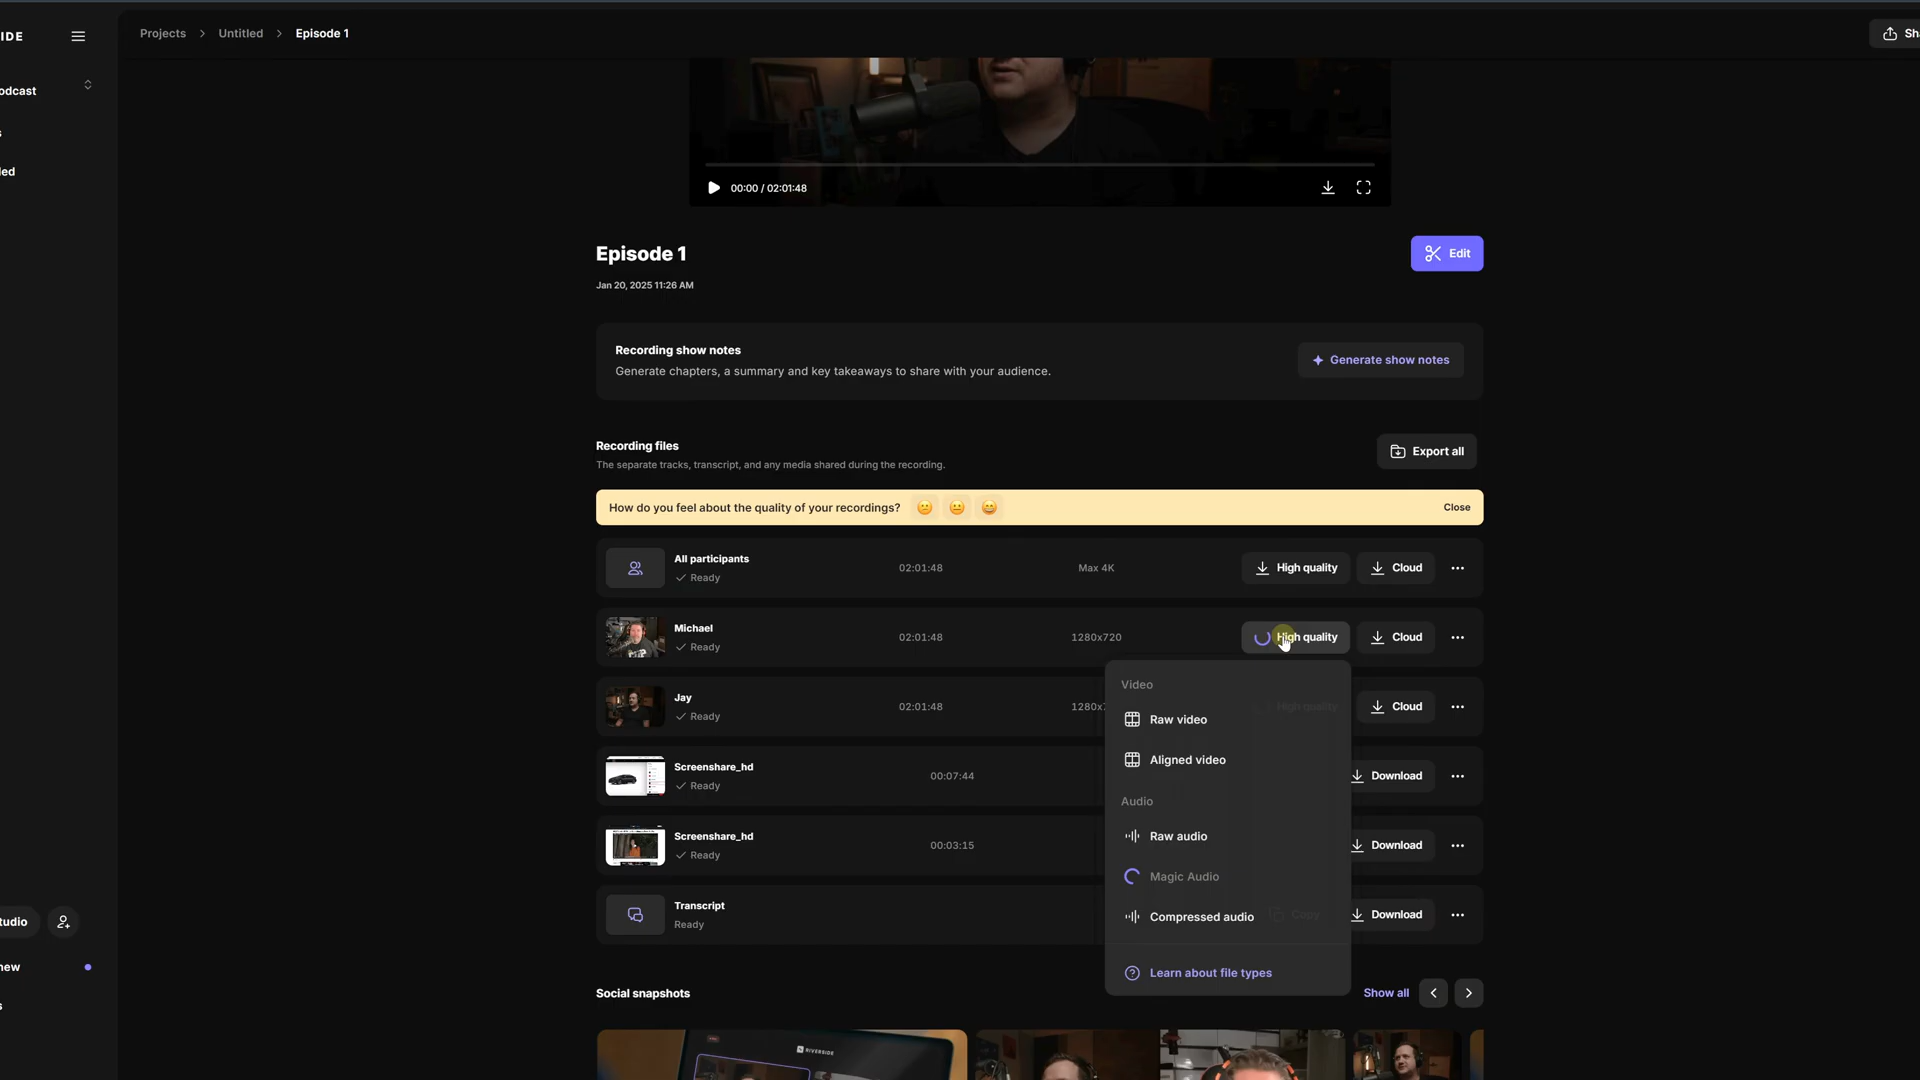 IDE
Projects > Untitled > Episode 1
Sha
odcast
s
led
00:00 / 02:01:48
Episode 1
Edit
Jan 20, 2025 11:26 AM
Recording show notes
Generate chapters, a summary and key takeaways to share with your audience.
Generate show notes
Recording files
The separate tracks, transcript, and any media shared during the recording.
Export all
How do you feel about the quality of your recordings?
Close
All participants
Ready
02:01:48
Max 4K
High quality
Cloud
Michael
Ready
02:01:48
1280x720
High quality
Cloud
Video
Jay
Ready
02:01:48
1280x7
High quality
Cloud
Raw video
Aligned video
Screenshare_hd
Ready
00:07:44
Download
Audio
Raw audio
Screenshare_hd
Ready
00:03:15
Download
Magic Audio
Transcript
Ready
Compressed audio
Copy
Download
Learn about file types
tudio
new
s
Social snapshots
Show all
RIVERSIDE